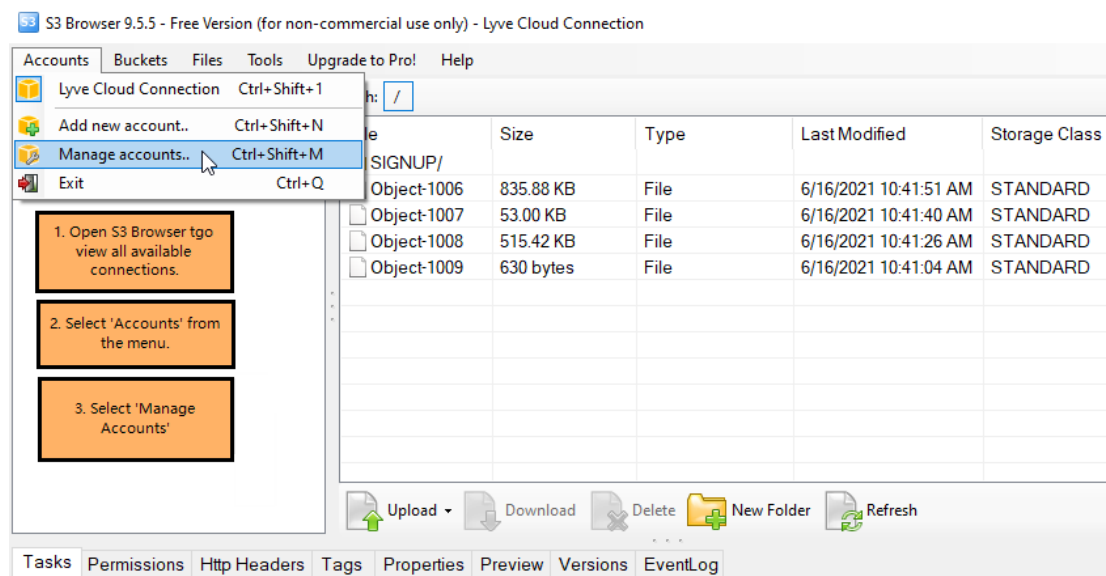 S3 S3 Browser 9.5.5 - Free Version (for non-commercial use only) - Lyve Cloud Connection
Accounts Buckets Files Tools Upgrade to Pro! Help
Lyve Cloud Connection Ctrl+Shift+1
h: /
Add new account.. Ctrl+Shift+N
Manage accounts.. Ctrl+Shift+M
Exit Ctrl+Q
le Size Type Last Modified Storage Class
SIGNUP/
Object-1006 835.88 KB File 6/16/2021 10:41:51 AM STANDARD
Object-1007 53.00 KB File 6/16/2021 10:41:40 AM STANDARD
Object-1008 515.42 KB File 6/16/2021 10:41:26 AM STANDARD
Object-1009 630 bytes File 6/16/2021 10:41:04 AM STANDARD
1. Open S3 Browser tgo
view all available
connections.
2. Select 'Accounts' from
the menu.
3. Select 'Manage
Accounts'
Upload Download Delete New Folder Refresh
Tasks Permissions Http Headers Tags Properties Preview Versions EventLog